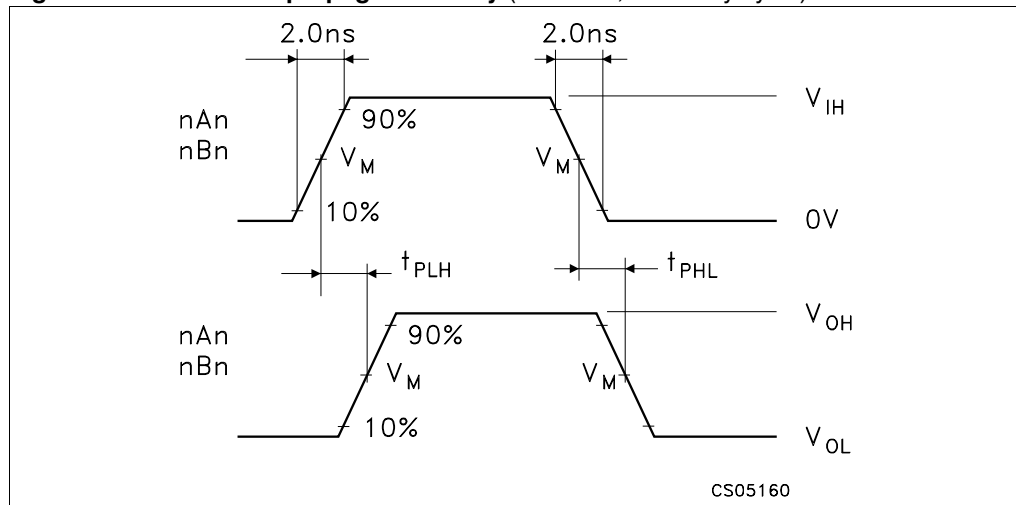 2.0ns 2.0ns
nAn
nBn
90%
V_M V_M
10%
V_IH
0V
t_PLH t_PHL
nAn
nBn
90%
V_M V_M
10%
V_OH
V_OL
CS05160